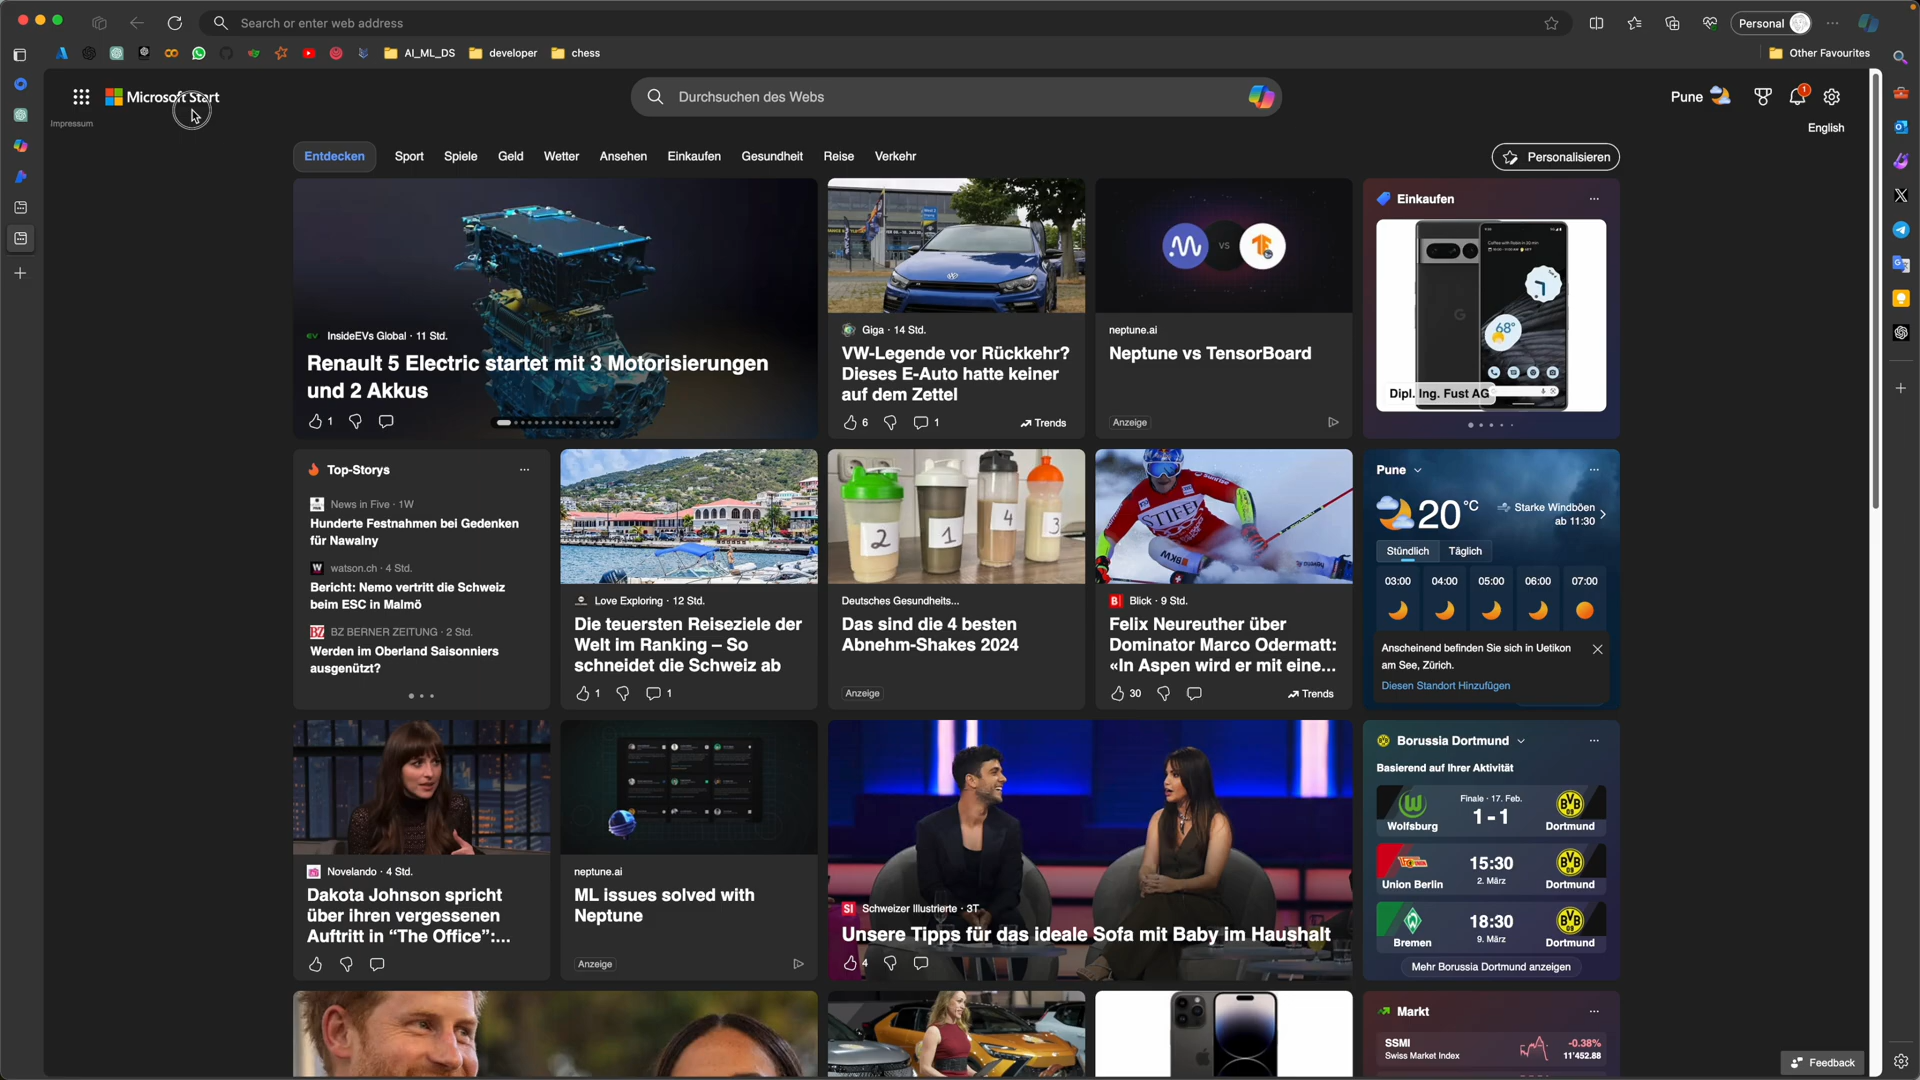 Search or enter web address
Personal
AI_ML_DS
developer
chess
Other Favourites
Microsoft Start
Impressum
Durchsuchen des Webs
Pune
1
English
Entdecken
Sport
Spiele
Geld
Wetter
Ansehen
Einkaufen
Gesundheit
Reise
Verkehr
Personalisieren
InsideEVs Global · 11 Std.
Renault 5 Electric startet mit 3 Motorisierungen
und 2 Akkus
1
Giga · 14 Std.
VW-Legende vor Rückkehr?
Dieses E-Auto hatte keiner
auf dem Zettel
6
1
Trends
VS
neptune.ai
Neptune vs TensorBoard
Anzeige
Einkaufen
68°
Dipl. Ing. Fust AG
Top-Storys
News in Five · 1W
Hunderte Festnahmen bei Gedenken
für Nawalny
watson.ch · 4 Std.
Bericht: Nemo vertritt die Schweiz
beim ESC in Malmö
BZ BERNER ZEITUNG · 2 Std.
Werden im Oberland Saisonniers
ausgenützt?
Love Exploring · 12 Std.
Die teuersten Reiseziele der
Welt im Ranking – So
schneidet die Schweiz ab
1
1
2
1
4
3
Deutsches Gesundheits...
Das sind die 4 besten
Abnehm-Shakes 2024
Anzeige
STIFEL
BKW
Blick · 9 Std.
Felix Neureuther über
Dominator Marco Odermatt:
«In Aspen wird er mit eine...
30
Trends
Pune
20°C
Starke Windböen
ab 11:30
Stündlich
Täglich
03:00
04:00
05:00
06:00
07:00
Anscheinend befinden Sie sich in Uetikon
am See, Zürich.
Diesen Standort Hinzufügen
Novelando · 4 Std.
Dakota Johnson spricht
über ihren vergessenen
Auftritt in “The Office”:...
neptune.ai
ML issues solved with
Neptune
Anzeige
Schweizer Illustrierte · 3T
Unsere Tipps für das ideale Sofa mit Baby im Haushalt
4
Borussia Dortmund
Basierend auf Ihrer Aktivität
Finale · 17. Feb.
Wolfsburg
1 - 1
Dortmund
Union Berlin
15:30
2. März
Dortmund
Bremen
18:30
9. März
Dortmund
Mehr Borussia Dortmund anzeigen
Markt
SSMI
Swiss Market Index
-0.38%
11'452.88
Feedback